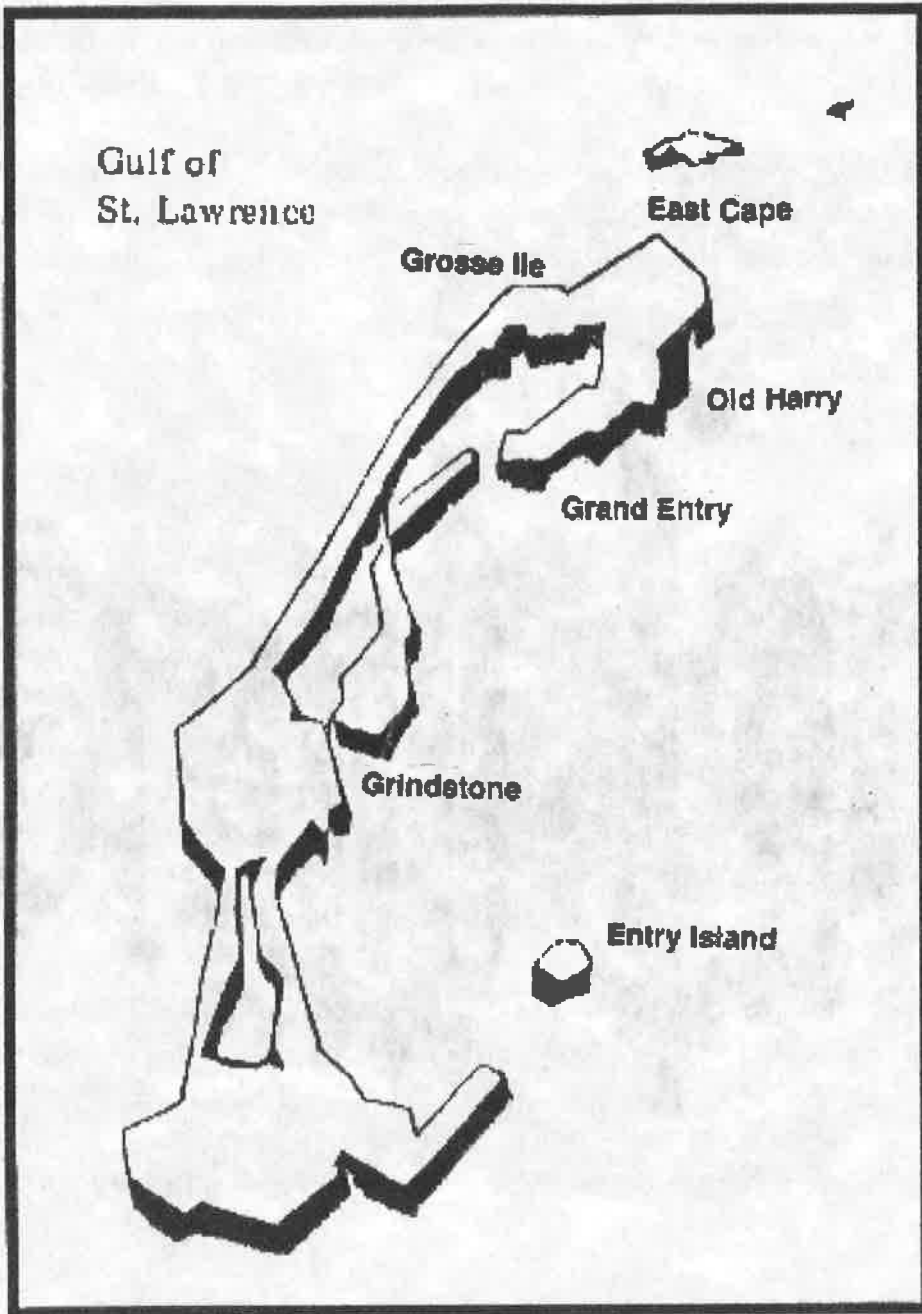 Gulf of
St. Lawrence
East Cape
Grosse Ile
Old Harry
Grand Entry
Grindstone
Entry Island